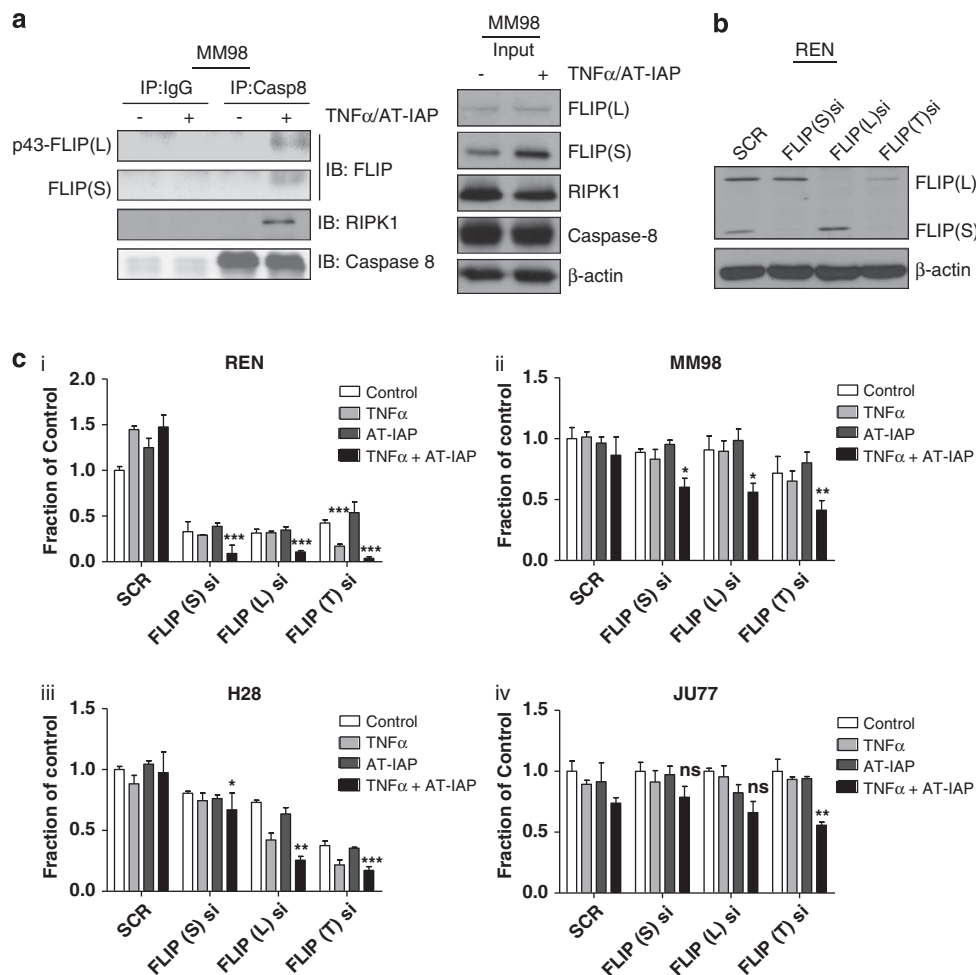 a
MM98
IP:IgG IP:Casp8
- + - + TNFα/AT-IAP
p43-FLIP(L)
FLIP(S)
IB: FLIP
IB: RIPK1
IB: Caspase 8
MM98
Input
- + TNFα/AT-IAP
FLIP(L)
FLIP(S)
RIPK1
Caspase-8
β-actin
b
REN
SCR FLIP(S)si FLIP(L)si FLIP(T)si
FLIP(L)
FLIP(S)
β-actin
c
i REN
Fraction of Control
2.0
1.5
1.0
0.5
0.0
Control
TNFα
AT-IAP
TNFα + AT-IAP
*** *** *** ***
SCR FLIP (S) si FLIP (L) si FLIP (T) si
ii MM98
Fraction of control
1.5
1.0
0.5
0.0
Control
TNFα
AT-IAP
TNFα + AT-IAP
* * **
SCR FLIP (S) si FLIP (L) si FLIP (T) si
iii H28
Fraction of control
1.5
1.0
0.5
0.0
Control
TNFα
AT-IAP
TNFα + AT-IAP
* ** ***
SCR FLIP (S) si FLIP (L) si FLIP (T) si
iv JU77
Fraction of Control
1.5
1.0
0.5
0.0
Control
TNFα
AT-IAP
TNFα + AT-IAP
ns ns **
SCR FLIP (S) si FLIP (L) si FLIP (T) si